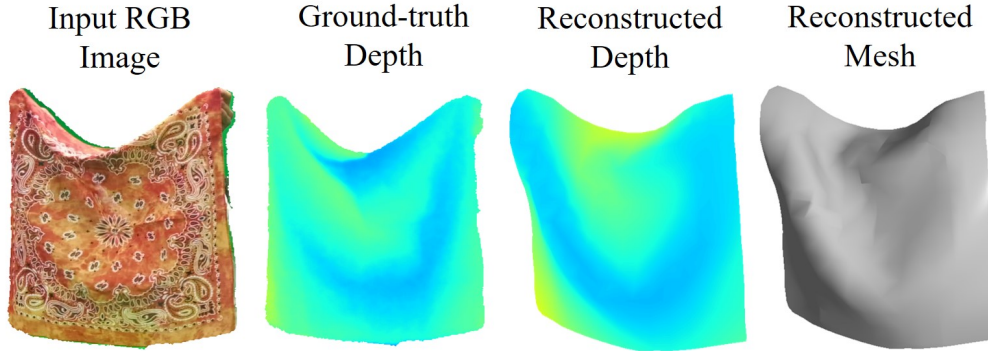 Input RGB
Image
Ground-truth
Depth
Reconstructed
Depth
Reconstructed
Mesh